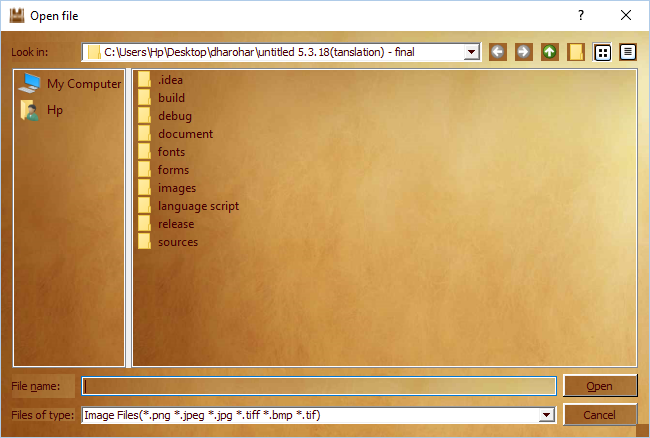 Open file
Look in: C:\Users\Hp\Desktop\dharohar\untitled 5.3.18(tanslation) - final
My Computer
Hp
.idea
build
debug
document
fonts
forms
images
language script
release
sources
File name: Open
Files of type: Image Files(*.png *.jpeg *.jpg *.tiff *.bmp *.tif) Cancel